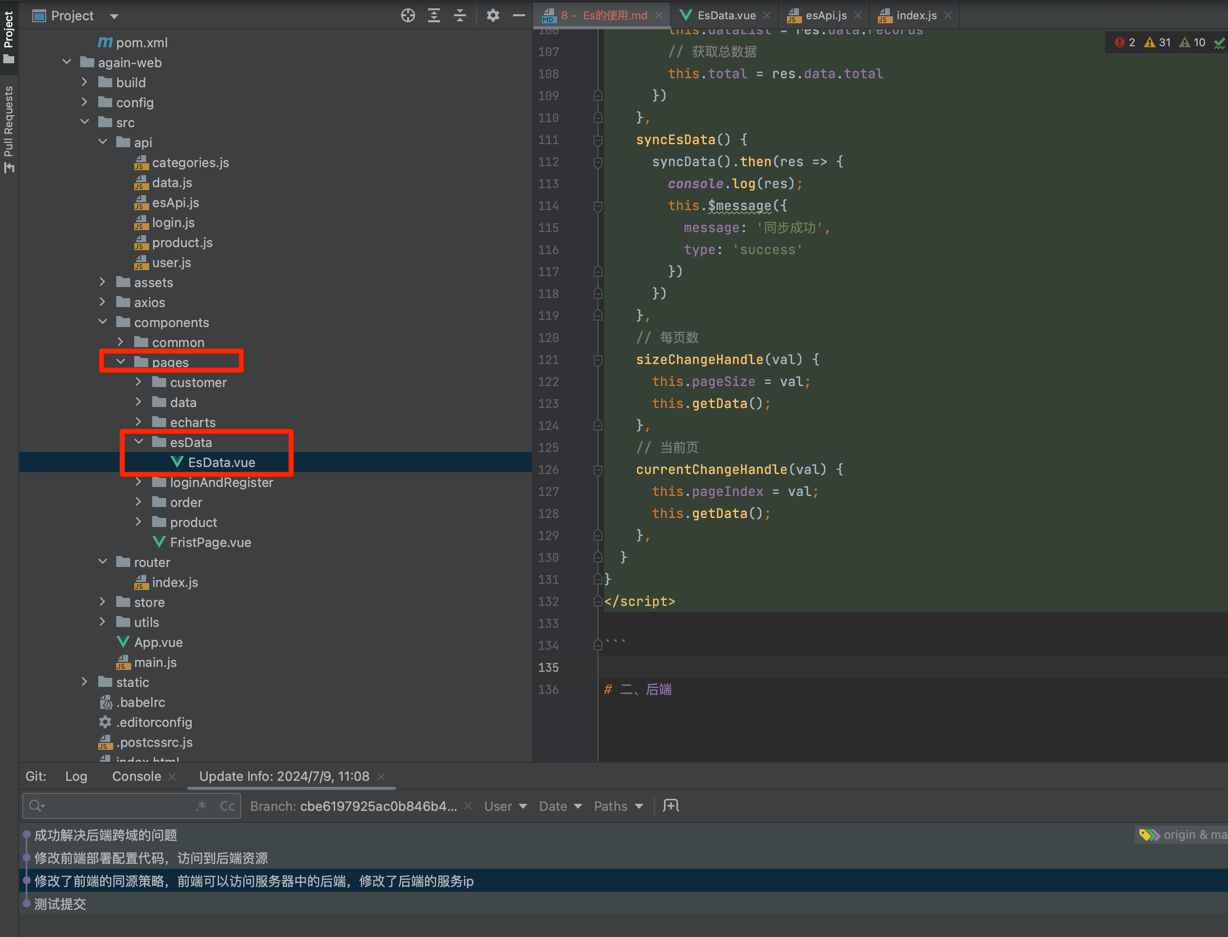 Project
Pull Requests
Project
8 - Es的使用.md
EsData.vue
esApi.js
index.js
pom.xml
again-web
build
config
src
api
categories.js
data.js
esApi.js
login.js
product.js
user.js
assets
axios
components
common
pages
customer
data
echarts
esData
EsData.vue
loginAndRegister
order
product
FristPage.vue
router
index.js
store
utils
App.vue
main.js
static
.babelrc
.editorconfig
.postcssrc.js
index.html
2 31 10
106 this.dataList = res.data.records
107 // 获取总数据
108 this.total = res.data.total
109 })
110 },
111 syncEsData() {
112 syncData().then(res => {
113 console.log(res);
114 this.$message({
115 message: '同步成功',
116 type: 'success'
117 })
118 })
119 },
120 // 每页数
121 sizeChangeHandle(val) {
122 this.pageSize = val;
123 this.getData();
124 },
125 // 当前页
126 currentChangeHandle(val) {
127 this.pageIndex = val;
128 this.getData();
129 },
130 }
131 }
132 </script>
133
134 ```
135
136 # 二、后端
Git: Log Console Update Info: 2024/7/9, 11:08
.* Cc Branch: cbe6197925ac0b846b4... User Date Paths
成功解决后端跨域的问题 origin & ma
修改前端部署配置代码，访问到后端资源
修改了前端的同源策略，前端可以访问服务器中的后端，修改了后端的服务ip
测试提交